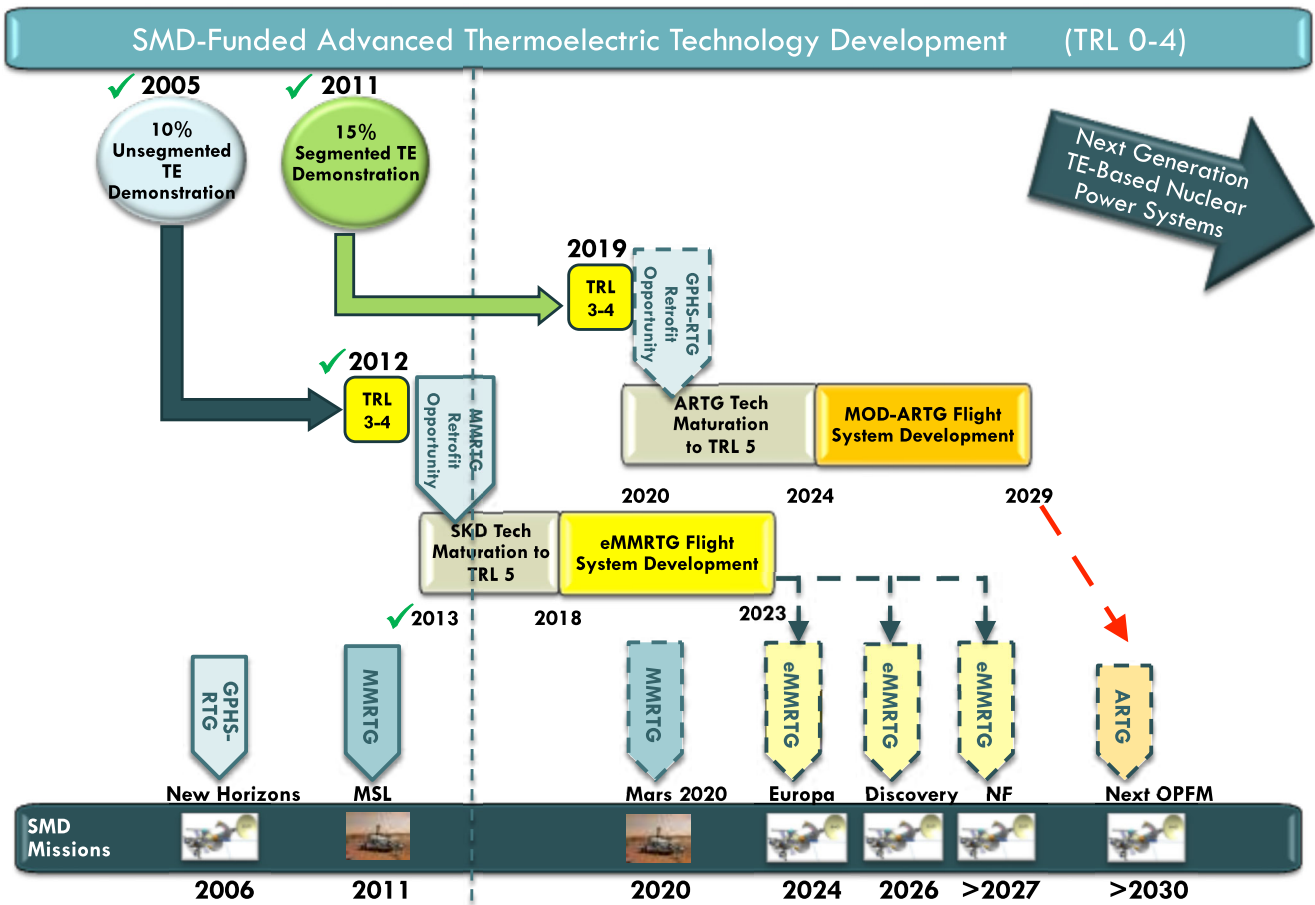 SMD-Funded Advanced Thermoelectric Technology Development (TRL 0-4)
2005
10%
Unsegmented
TE
Demonstration
2011
15%
Segmented TE
Demonstration
Next Generation
TE-Based Nuclear
Power Systems
2019
TRL
3-4
GPHS-RTG
Retrofit
Opportunity
2012
TRL
3-4
MMRTG
Retrofit
Opportunity
ARTG Tech
Maturation
to TRL 5
MOD-ARTG Flight
System Development
2020
2024
2029
SKD Tech
Maturation to
TRL 5
eMMRTG Flight
System Development
2013
2018
2023
GPHS-
RTG
MMRTG
MMRTG
eMMRTG
eMMRTG
eMMRTG
ARTG
New Horizons
MSL
Mars 2020
Europa
Discovery
NF
Next OPFM
SMD
Missions
2006
2011
2020
2024
2026
>2027
>2030